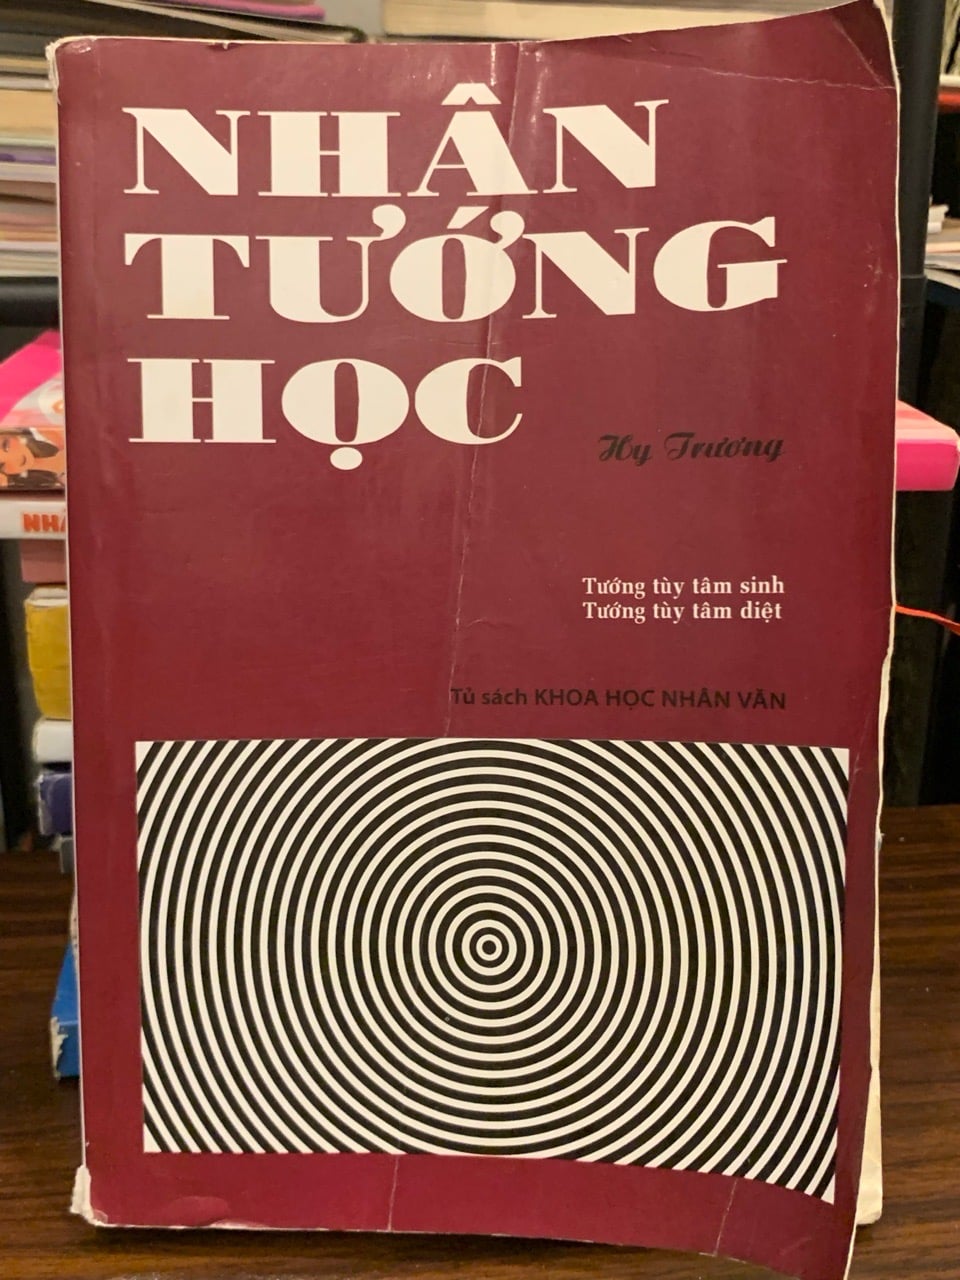 NHÂN
TƯỚNG
HỌC
Hy Trương
Tướng tùy tâm sinh
Tướng tùy tâm diệt
Tủ sách KHOA HỌC NHÂN VĂN